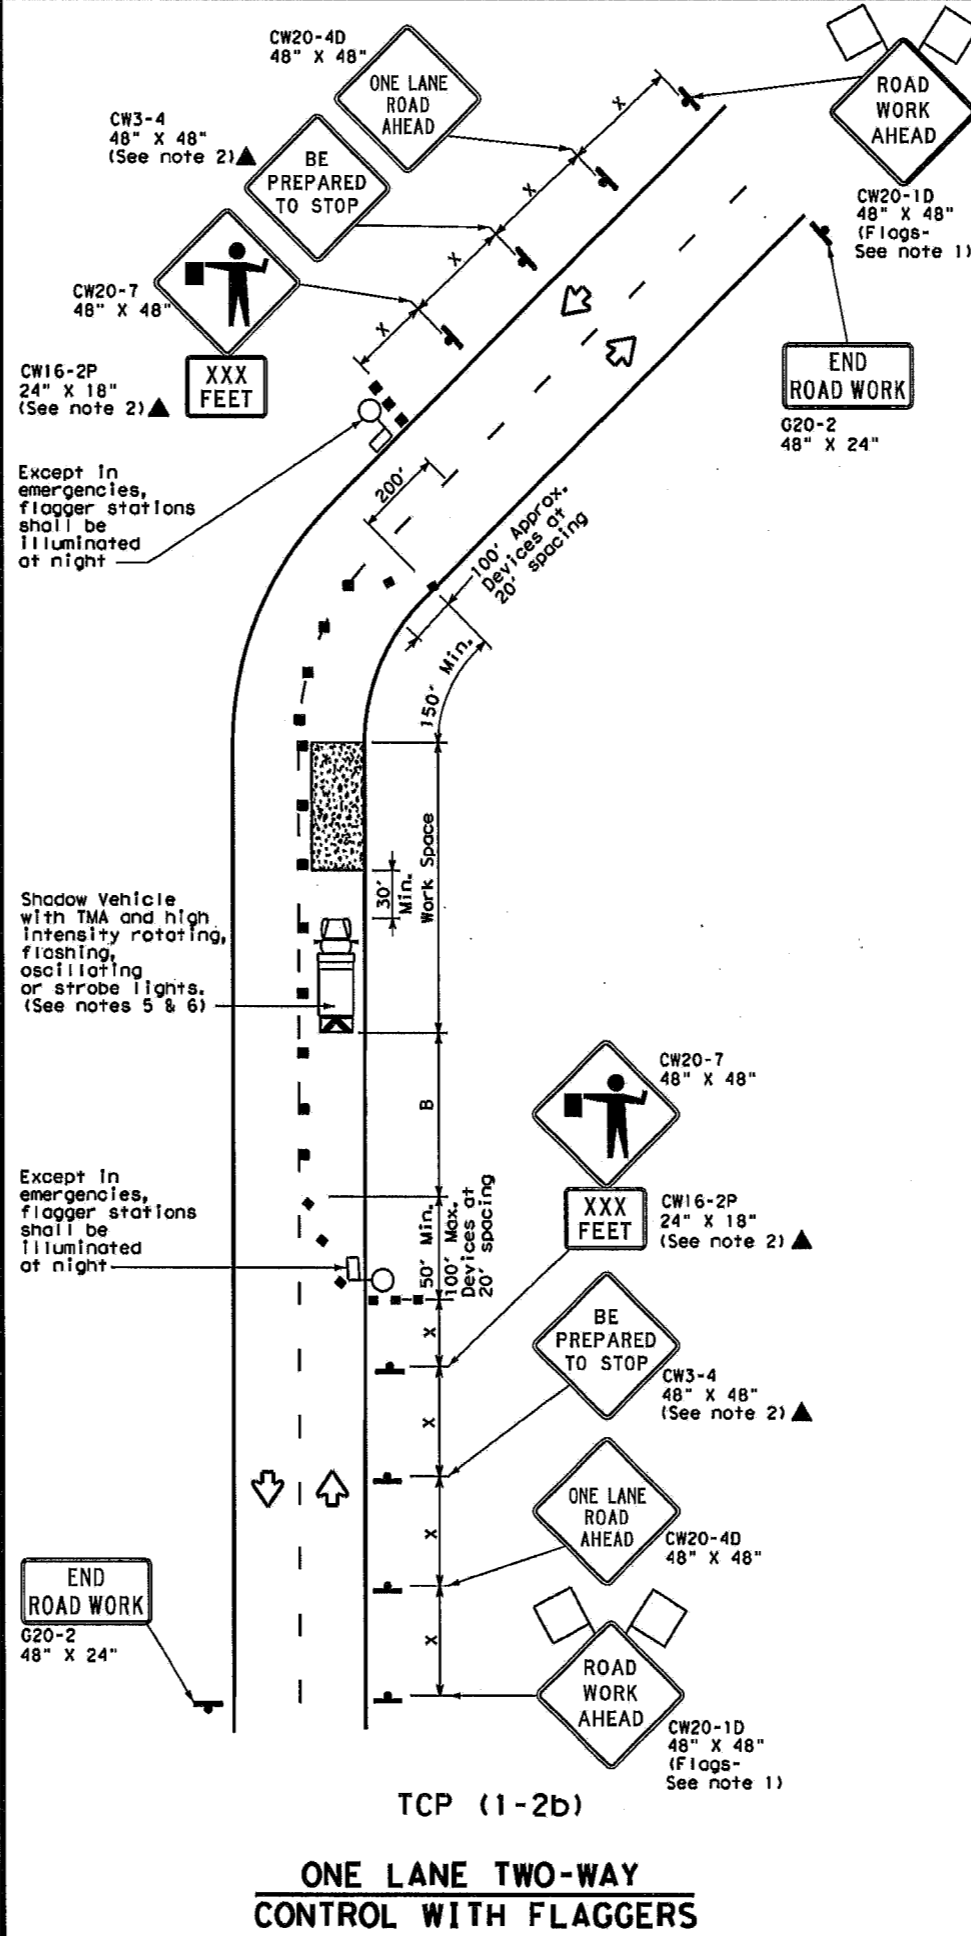 CW20-4D
48" X 48"
ONE LANE
ROAD
AHEAD
ROAD
WORK
AHEAD
CW20-1D
48" X 48"
(Flags-
See note 1)
CW3-4
48" X 48"
(See note 2)▲
BE
PREPARED
TO STOP
X
X
X
X
CW20-7
48" X 48"
CW16-2P
24" X 18"
(See note 2)▲
XXX
FEET
END
ROAD WORK
G20-2
48" X 24"
Except in
emergencies,
flagger stations
shall be
illuminated
at night
200'
100' Approx.
Devices at
20' spacing
150' Min.
Work Space
30'
Min.
Shadow Vehicle
with TMA and high
intensity rotating,
flashing,
oscillating
or strobe lights.
(See notes 5 & 6)
B
CW20-7
48" X 48"
XXX
FEET
CW16-2P
24" X 18"
(See note 2)▲
Except in
emergencies,
flagger stations
shall be
illuminated
at night
50' Min.
100' Max.
Devices at
20' spacing
X
X
X
X
BE
PREPARED
TO STOP
CW3-4
48" X 48"
(See note 2)▲
ONE LANE
ROAD
AHEAD
CW20-4D
48" X 48"
END
ROAD WORK
G20-2
48" X 24"
ROAD
WORK
AHEAD
CW20-1D
48" X 48"
(Flags-
See note 1)
TCP (1-2b)
ONE LANE TWO-WAY
CONTROL WITH FLAGGERS